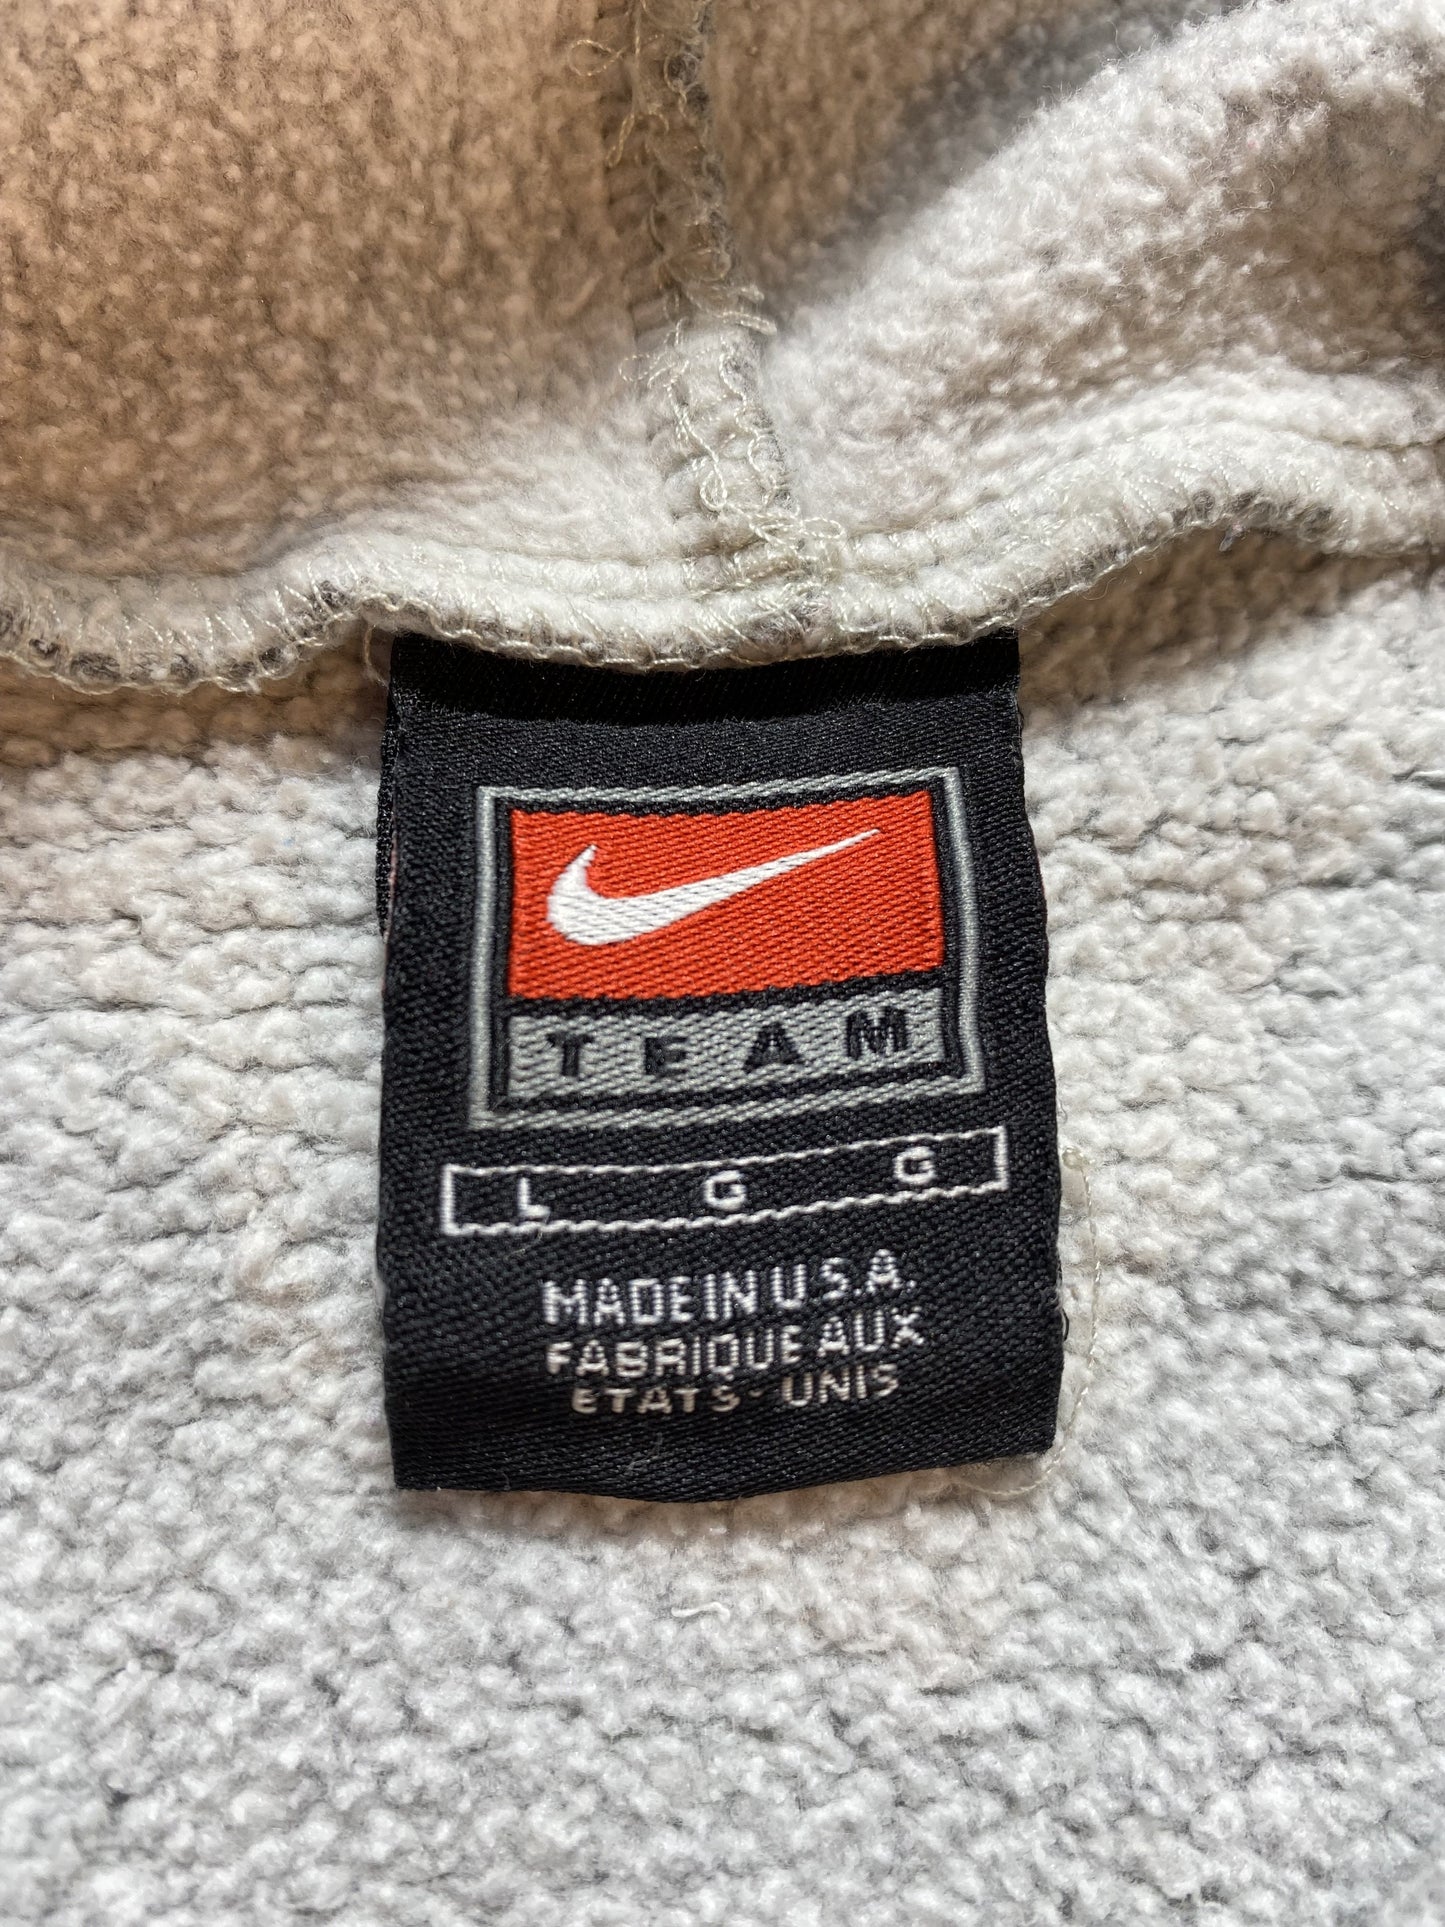 TEAM
L G G
MADE IN U.S.A.
FABRIQUE AUX
ETATS-UNIS